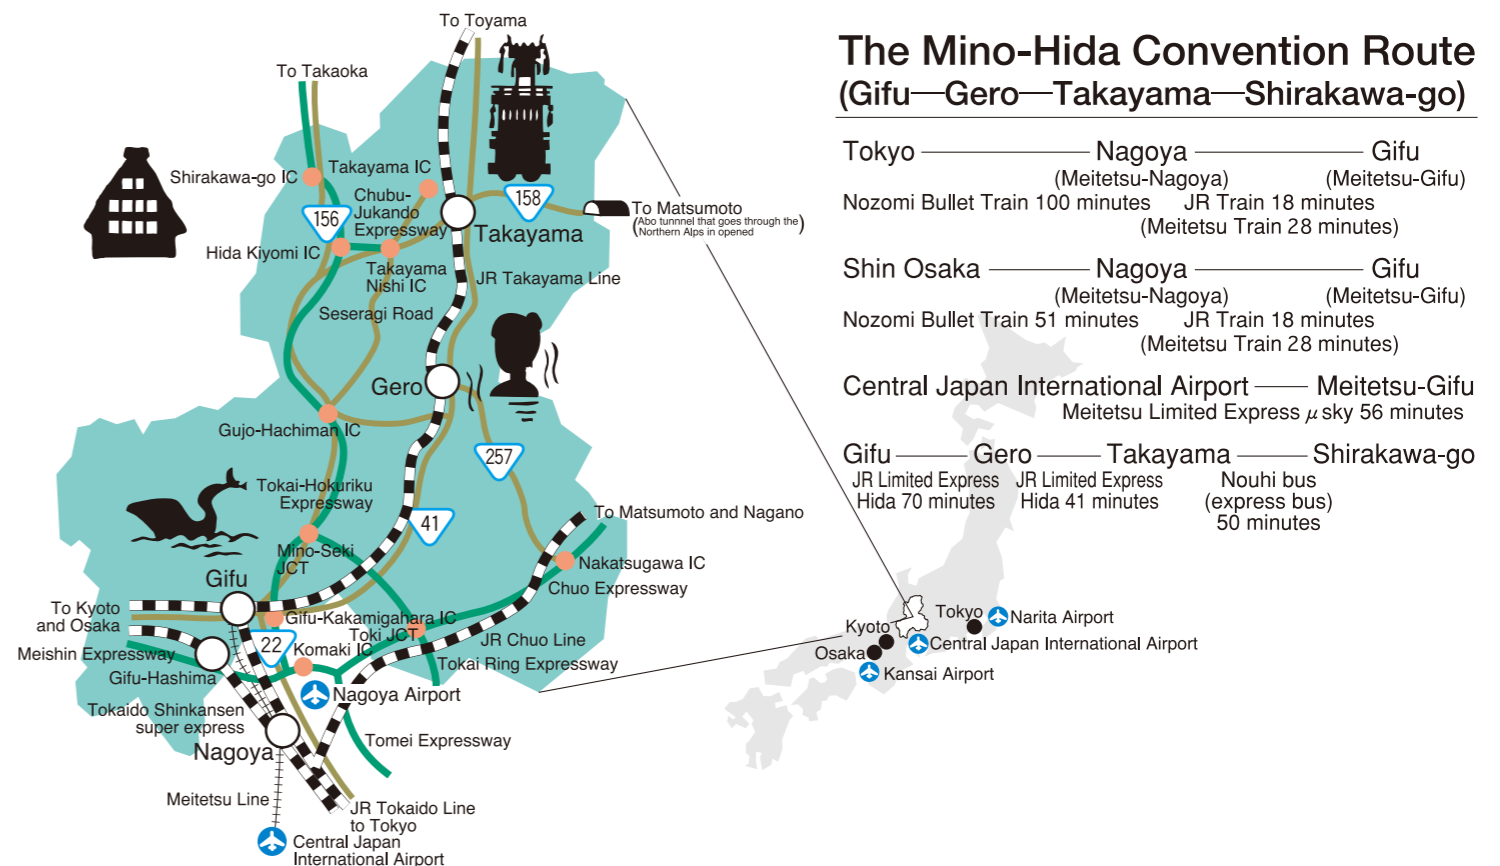 To Toyama
To Takaoka
Takayama IC
Shirakawa-go IC
Chubu-
Jukando
Expressway
156
158
To Matsumoto
(Abo tunnnel that goes through the
Northern Alps in opened)
Takayama
Hida Kiyomi IC
Takayama
Nishi IC
JR Takayama Line
Seseragi Road
Gero
Gujo-Hachiman IC
257
Tokai-Hokuriku
Expressway
41
To Matsumoto and Nagano
Mino-Seki
JCT
Nakatsugawa IC
Gifu
Chuo Expressway
To Kyoto
and Osaka
Gifu-Kakamigahara IC
Toki JCT
22
JR Chuo Line
Komaki IC
Meishin Expressway
Tokai Ring Expressway
Gifu-Hashima
Nagoya Airport
Tokaido Shinkansen
super express
Nagoya
Tomei Expressway
Meitetsu Line
JR Tokaido Line
to Tokyo
Central Japan
International Airport
The Mino-Hida Convention Route
(Gifu—Gero—Takayama—Shirakawa-go)
Tokyo — Nagoya — Gifu
(Meitetsu-Nagoya) (Meitetsu-Gifu)
Nozomi Bullet Train 100 minutes JR Train 18 minutes
(Meitetsu Train 28 minutes)
Shin Osaka — Nagoya — Gifu
(Meitetsu-Nagoya) (Meitetsu-Gifu)
Nozomi Bullet Train 51 minutes JR Train 18 minutes
(Meitetsu Train 28 minutes)
Central Japan International Airport — Meitetsu-Gifu
Meitetsu Limited Express μ sky 56 minutes
Gifu — Gero — Takayama — Shirakawa-go
JR Limited Express JR Limited Express Nouhi bus
Hida 70 minutes Hida 41 minutes (express bus)
50 minutes
Tokyo
Narita Airport
Kyoto
Central Japan International Airport
Osaka
Kansai Airport